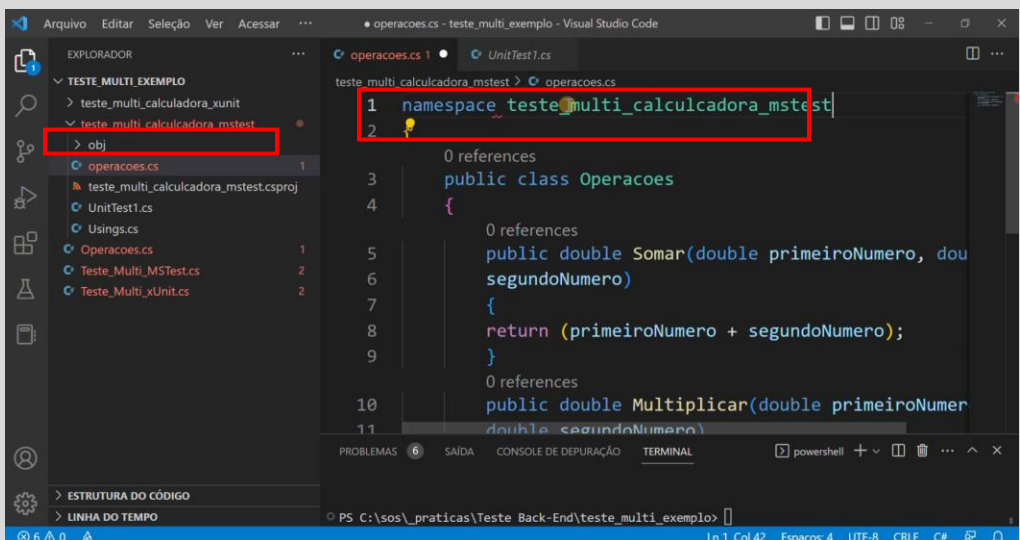 Arquivo Editar Seleção Ver Acessar ···
● operacoes.cs - teste_multi_exemplo - Visual Studio Code
EXPLORADOR ···
TESTE_MULTI_EXEMPLO
> teste_multi_calculadora_xunit
teste_multi_calculcadora_mstest
> obj
operacoes.cs 1
teste_multi_calculcadora_mstest.csproj
UnitTest1.cs
Usings.cs
Operacoes.cs 1
Teste_Multi_MSTest.cs 2
Teste_Multi_xUnit.cs 2
> ESTRUTURA DO CÓDIGO
> LINHA DO TEMPO
operacoes.cs 1 ●
UnitTest1.cs
teste_multi_calculcadora_mstest > operacoes.cs
1 namespace teste_multi_calculcadora_mstest
2
0 references
3 public class Operacoes
4 {
0 references
5 public double Somar(double primeiroNumero, dou
6 segundoNumero)
7 {
8 return (primeiroNumero + segundoNumero);
9 }
0 references
10 public double Multiplicar(double primeiroNumer
11 double segundoNumero)
PROBLEMAS 6 SAÍDA CONSOLE DE DEPURAÇÃO TERMINAL
powershell
PS C:\sos\_praticas\Teste Back-End\teste_multi_exemplo>
6 0 Ln 1, Col 42 Espaços: 4 UTF-8 CRLF C#